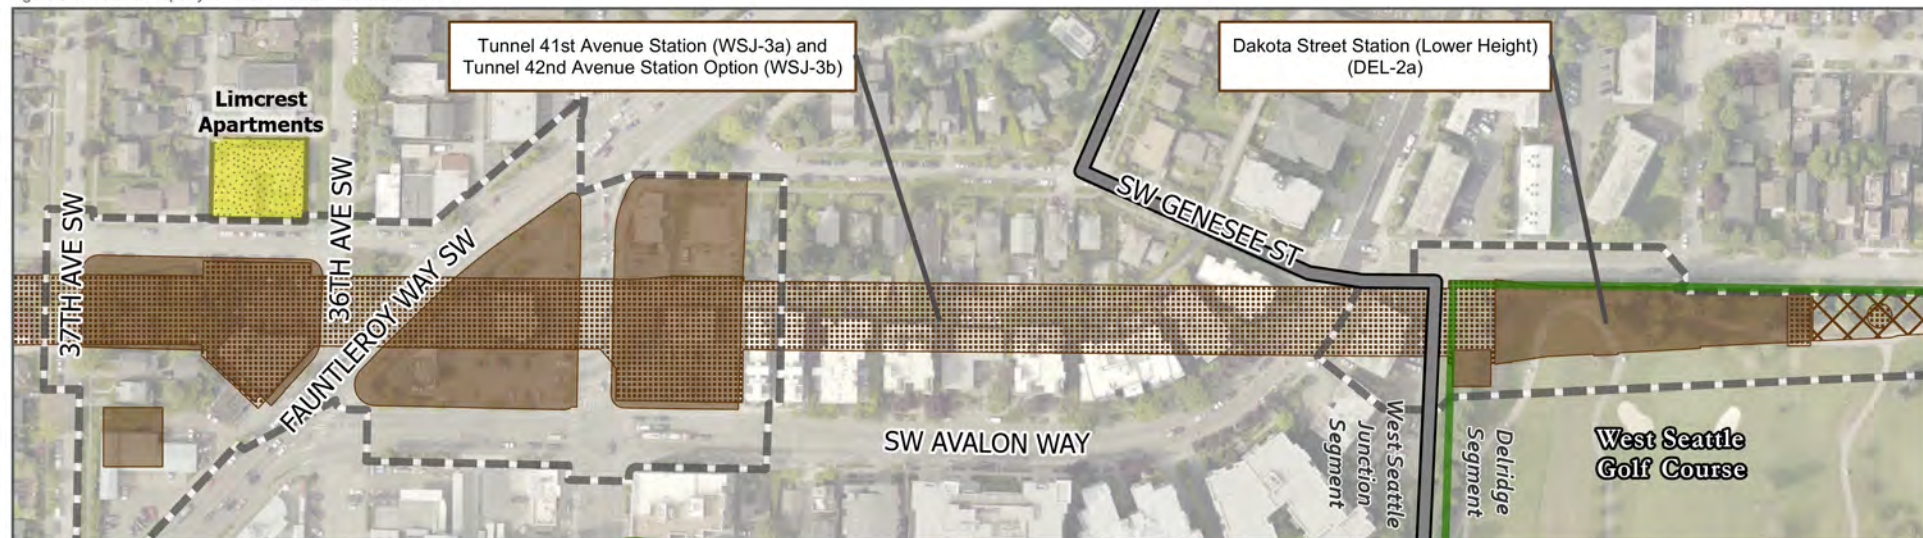 Tunnel 41st Avenue Station (WSJ-3a) and
Tunnel 42nd Avenue Station Option (WSJ-3b)
Dakota Street Station (Lower Height)
(DEL-2a)
Limcrest
Apartments
37TH AVE SW
36TH AVE SW
FAUNTLEROY WAY SW
SW GENESEE ST
SW AVALON WAY
West Seattle
Junction
Segment
Delridge
Segment
West Seattle
Golf Course